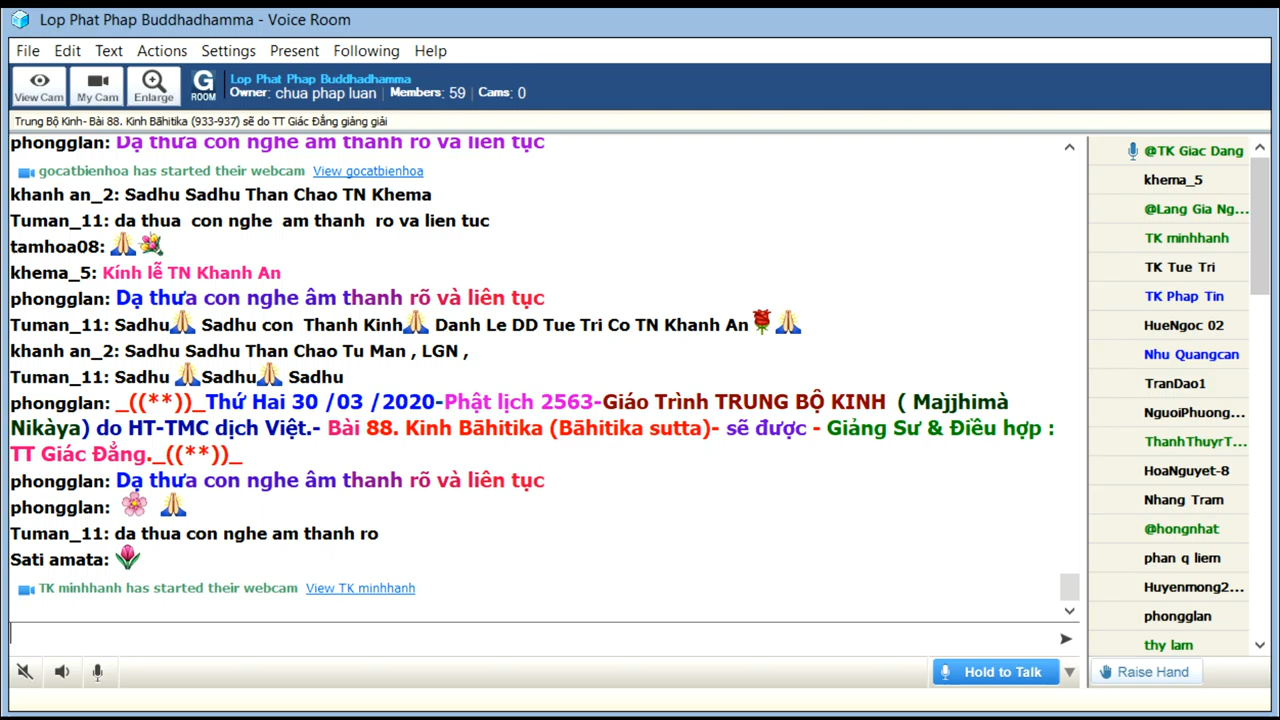 Lop Phat Phap Buddhadhamma - Voice Room
File Edit Text Actions Settings Present Following Help
View Cam My Cam Enlarge G ROOM
Lop Phat Phap Buddhadhamma
Owner: chua phap luan Members: 59 Cams: 0
Trung Bộ Kinh- Bài 88. Kinh Bāhitika (933-937) sẽ do TT Giác Đẳng giảng giải
phongglan: Dạ thưa con nghe âm thanh rõ và liên tục
gocatbienhoa has started their webcam View gocatbienhoa
khanh an_2: Sadhu Sadhu Than Chao TN Khema
Tuman_11: da thua con nghe am thanh ro va lien tuc
tamhoa08:
khema_5: Kính lễ TN Khanh An
phongglan: Dạ thưa con nghe âm thanh rõ và liên tục
Tuman_11: Sadhu Sadhu con Thanh Kinh Danh Le DD Tue Tri Co TN Khanh An
khanh an_2: Sadhu Sadhu Than Chao Tu Man , LGN ,
Tuman_11: Sadhu Sadhu Sadhu
phongglan: _((**))_Thứ Hai 30 /03 /2020-Phật lịch 2563-Giáo Trình TRUNG BỘ KINH ( Majjhimà
Nikàya) do HT-TMC dịch Việt.- Bài 88. Kinh Bāhitika (Bāhitika sutta)- sẽ được - Giảng Sư & Điều hợp :
TT Giác Đẳng._((**))_
phongglan: Dạ thưa con nghe âm thanh rõ và liên tục
phongglan:
Tuman_11: da thua con nghe am thanh ro
Sati amata:
TK minhhanh has started their webcam View TK minhhanh
Hold to Talk
@TK Giac Dang
khema_5
@Lang Gia Ng...
TK minhhanh
TK Tue Tri
TK Phap Tin
HueNgoc 02
Nhu Quangcan
TranDao1
NguoiPhuong...
ThanhThuyrT...
HoaNguyet-8
Nhang Tram
@hongnhat
phan q liem
Huyenmong2...
phongglan
thy lam
Raise Hand